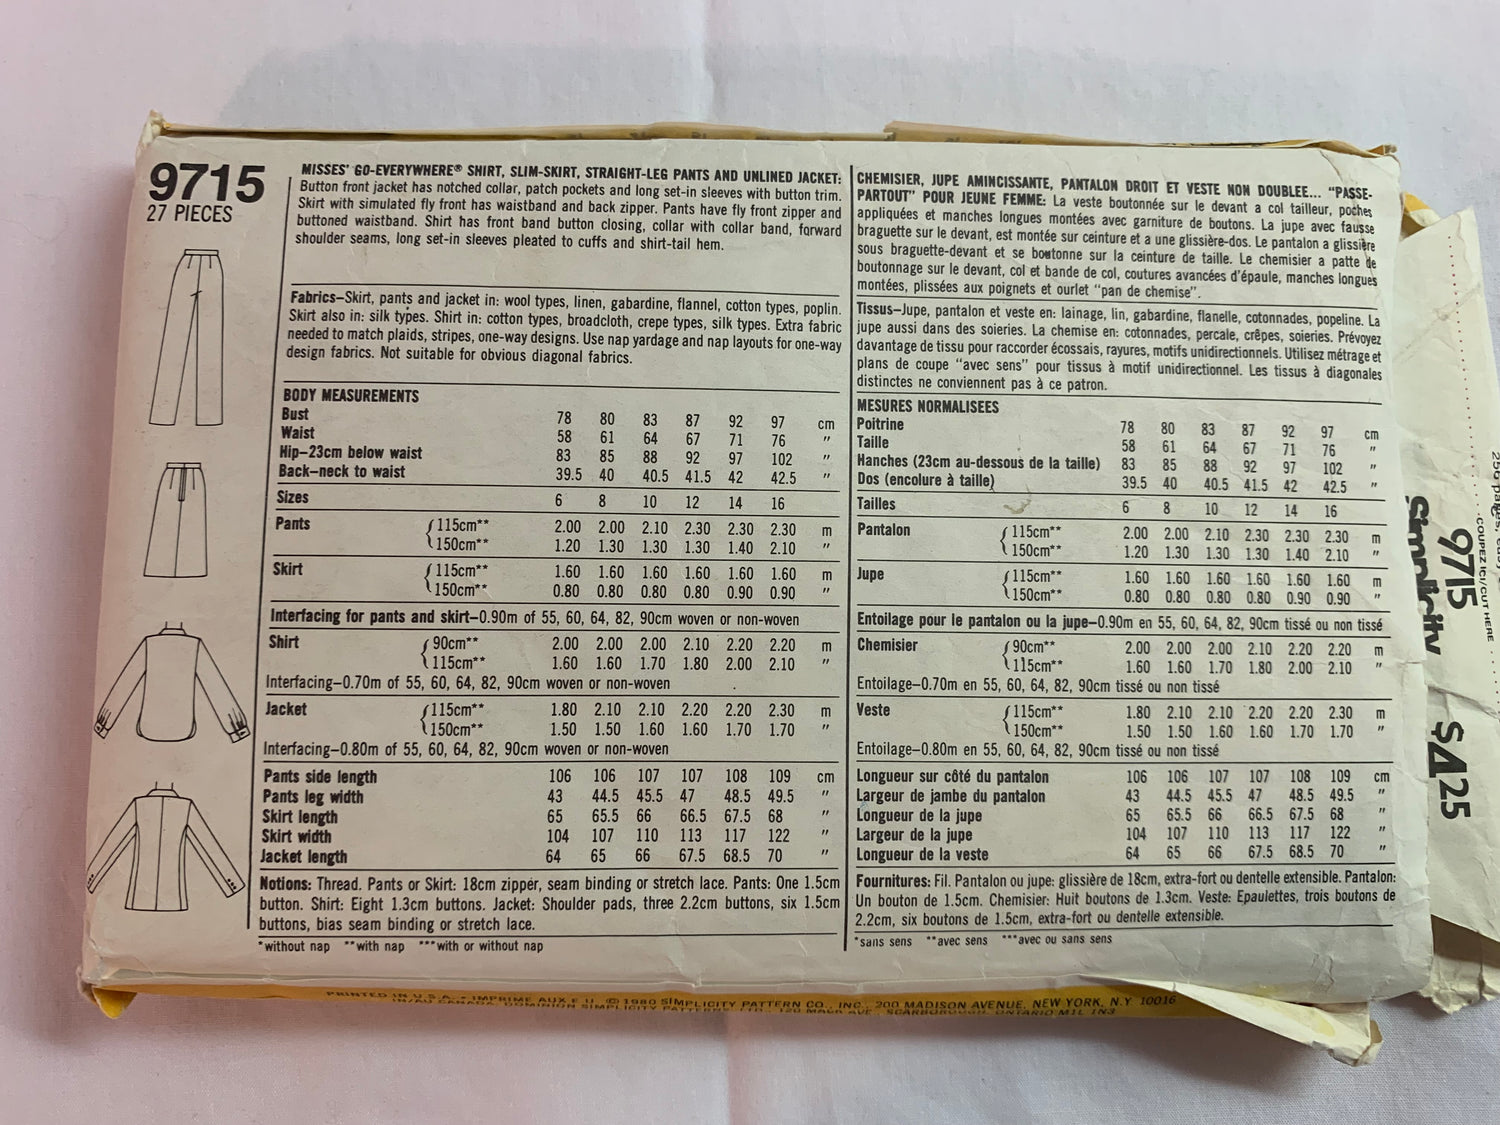 9715
27 PIECES
MISSES' GO-EVERYWHERE® SHIRT, SLIM-SKIRT, STRAIGHT-LEG PANTS AND UNLINED JACKET:
Button front jacket has notched collar, patch pockets and long set-in sleeves with button trim.
Skirt with simulated fly front has waistband and back zipper. Pants have fly front zipper and
buttoned waistband. Shirt has front band button closing, collar with collar band, forward
shoulder seams, long set-in sleeves pleated to cuffs and shirt-tail hem.
Fabrics—Skirt, pants and jacket in: wool types, linen, gabardine, flannel, cotton types, poplin.
Skirt also in: silk types. Shirt in: cotton types, broadcloth, crepe types, silk types. Extra fabric
needed to match plaids, stripes, one-way designs. Use nap yardage and nap layouts for one-way
design fabrics. Not suitable for obvious diagonal fabrics.
BODY MEASUREMENTS
Bust 78 80 83 87 92 97 cm
Waist 58 61 64 67 71 76 "
Hip—23cm below waist 83 85 88 92 97 102 "
Back—neck to waist 39.5 40 40.5 41.5 42 42.5 "
Sizes 6 8 10 12 14 16
Pants 115cm** 2.00 2.00 2.10 2.30 2.30 2.30 m
150cm** 1.20 1.30 1.30 1.30 1.40 2.10 "
Skirt 115cm** 1.60 1.60 1.60 1.60 1.60 1.60 m
150cm** 0.80 0.80 0.80 0.80 0.90 0.90 "
Interfacing for pants and skirt—0.90m of 55, 60, 64, 82, 90cm woven or non-woven
Shirt 90cm** 2.00 2.00 2.00 2.10 2.20 2.20 m
115cm** 1.60 1.60 1.70 1.80 2.00 2.10 "
Interfacing—0.70m of 55, 60, 64, 82, 90cm woven or non-woven
Jacket 115cm** 1.80 2.10 2.10 2.20 2.20 2.30 m
150cm** 1.50 1.50 1.60 1.60 1.70 1.70 "
Interfacing—0.80m of 55, 60, 64, 82, 90cm woven or non-woven
Pants side length 106 106 107 107 108 109 cm
Pants leg width 43 44.5 45.5 47 48.5 49.5 "
Skirt length 65 65.5 66 66.5 67.5 68 "
Skirt width 104 107 110 113 117 122 "
Jacket length 64 65 66 67.5 68.5 70 "
Notions: Thread. Pants or Skirt: 18cm zipper, seam binding or stretch lace. Pants: One 1.5cm
button. Shirt: Eight 1.3cm buttons. Jacket: Shoulder pads, three 2.2cm buttons, six 1.5cm
buttons, bias seam binding or stretch lace.
*without nap **with nap ***with or without nap
CHEMISIER, JUPE AMINCISSANTE, PANTALON DROIT ET VESTE NON DOUBLEE... "PASSE-
PARTOUT" POUR JEUNE FEMME: La veste boutonnée sur le devant a col tailleur, poches
appliquées et manches longues montées avec garniture de boutons. La jupe avec fausse
braguette sur le devant, est montée sur ceinture et a une glissière-dos. Le pantalon a glissière
sous braguette-devant et se boutonne sur la ceinture de taille. Le chemisier a patte de
boutonnage sur le devant, col et bande de col, coutures avancées d'épaule, manches longues
montées, plissées aux poignets et ourlet "pan de chemise".
Tissus—Jupe, pantalon et veste en: lainage, lin, gabardine, flanelle, cotonnades, popeline. La
jupe aussi dans des soieries. La chemise en: cotonnades, percale, crêpes, soieries. Prévoyez
davantage de tissu pour raccorder écossais, rayures, motifs unidirectionnels. Utilisez métrage et
plans de coupe "avec sens" pour tissus à motif unidirectionnel. Les tissus à diagonales
distinctes ne conviennent pas à ce patron.
MESURES NORMALISEES
Poitrine 78 80 83 87 92 97 cm
Taille 58 61 64 67 71 76 "
Hanches (23cm au-dessous de la taille) 83 85 88 92 97 102 "
Dos (encolure à taille) 39.5 40 40.5 41.5 42 42.5 "
Tailles 6 8 10 12 14 16
Pantalon 115cm** 2.00 2.00 2.10 2.30 2.30 2.30 m
150cm** 1.20 1.30 1.30 1.30 1.40 2.10 "
Jupe 115cm** 1.60 1.60 1.60 1.60 1.60 1.60 m
150cm** 0.80 0.80 0.80 0.80 0.90 0.90 "
Entoilage pour le pantalon ou la jupe—0.90m en 55, 60, 64, 82, 90cm tissé ou non tissé
Chemisier 90cm** 2.00 2.00 2.00 2.10 2.20 2.20 m
115cm** 1.60 1.60 1.70 1.80 2.00 2.10 "
Entoilage—0.70m en 55, 60, 64, 82, 90cm tissé ou non tissé
Veste 115cm** 1.80 2.10 2.10 2.20 2.20 2.30 m
150cm** 1.50 1.50 1.60 1.60 1.70 1.70 "
Entoilage—0.80m en 55, 60, 64, 82, 90cm tissé ou non tissé
Longueur sur côté du pantalon 106 106 107 107 108 109 cm
Largeur de jambe du pantalon 43 44.5 45.5 47 48.5 49.5 "
Longueur de la jupe 65 65.5 66 66.5 67.5 68 "
Largeur de la jupe 104 107 110 113 117 122 "
Longueur de la veste 64 65 66 67.5 68.5 70 "
Fournitures: Fil. Pantalon ou jupe: glissière de 18cm, extra-fort ou dentelle extensible. Pantalon:
Un bouton de 1.5cm. Chemisier: Huit boutons de 1.3cm. Veste: Epaulettes, trois boutons de
2.2cm, six boutons de 1.5cm, extra-fort ou dentelle extensible.
*sans sens **avec sens ***avec ou sans sens
PRINTED IN U.S.A. • IMPRIME AUX E.U. © 1980 SIMPLICITY PATTERN CO., INC., 200 MADISON AVENUE, NEW YORK, N.Y. 10016
IN/AU CANADA, DOMINION SIMPLICITY PATTERNS LTD., 120 MACK AVE., SCARBOROUGH, ONTARIO M1L 1N3
COUPEZ ICI/CUT HERE
9715
Simplicity
$4.25